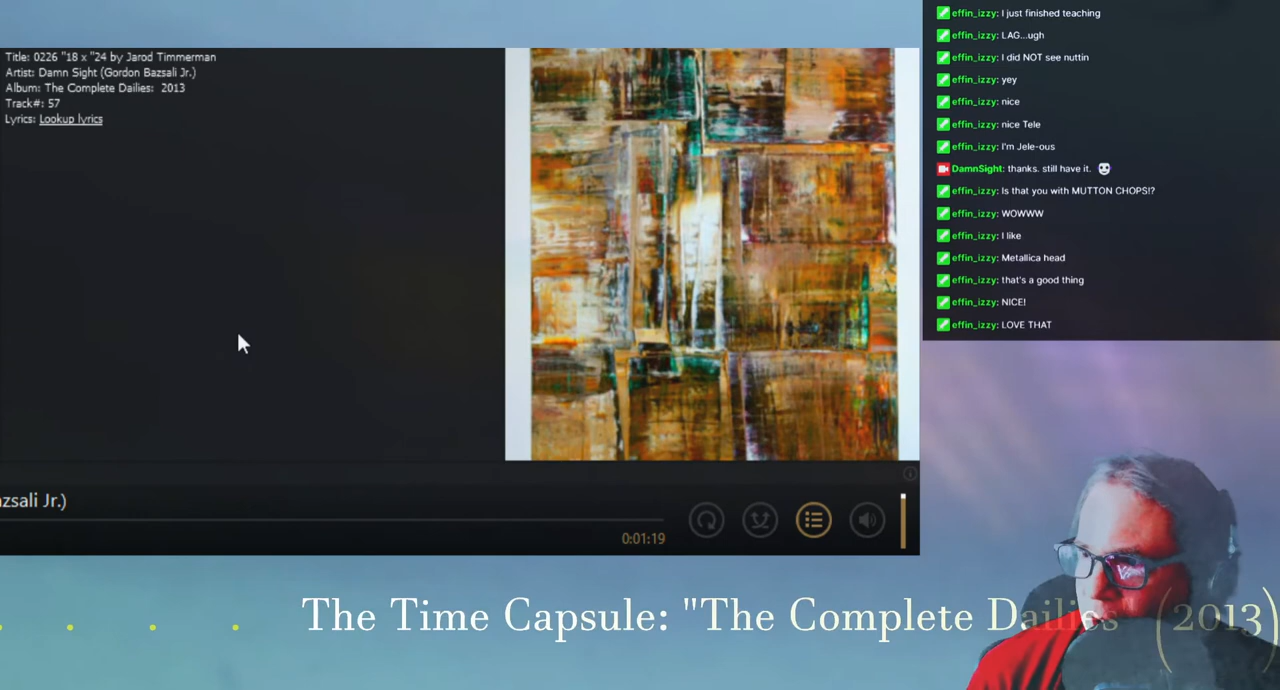 Title: 0226 "18 x "24 by Jarod Timmerman
Artist: Damn Sight (Gordon Bazsali Jr.)
Album: The Complete Dailies:  2013
Track#: 57
Lyrics: Lookup lyrics
azsali Jr.)
0:01:19
effin_izzy: I just finished teaching
effin_izzy: LAG...ugh
effin_izzy: I did NOT see nuttin
effin_izzy: yey
effin_izzy: nice
effin_izzy: nice Tele
effin_izzy: I'm Jele-ous
DamnSight: thanks. still have it.
effin_izzy: Is that you with MUTTON CHOPS!?
effin_izzy: WOWWW
effin_izzy: I like
effin_izzy: Metallica head
effin_izzy: that's a good thing
effin_izzy: NICE!
effin_izzy: LOVE THAT
. . . . The Time Capsule: "The Complete Dailies (2013)